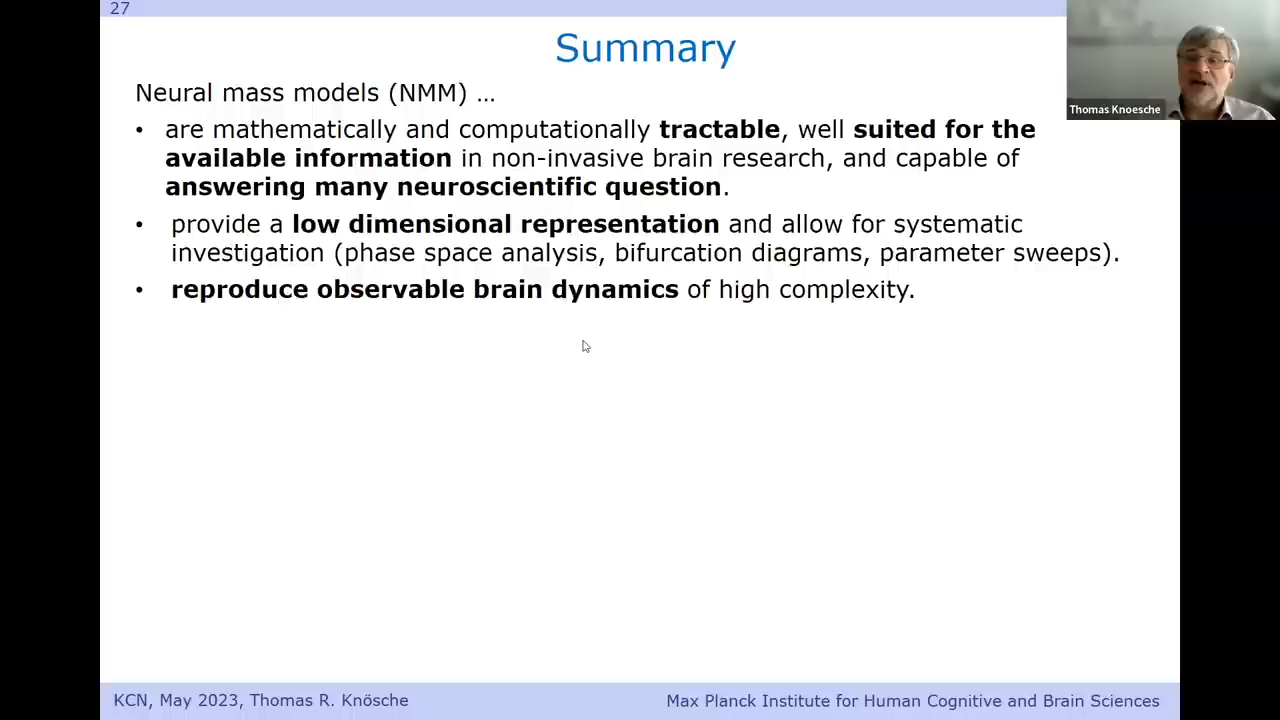 27
Summary
Thomas Knoesche
Neural mass models (NMM) …
• are mathematically and computationally tractable, well suited for the
available information in non-invasive brain research, and capable of
answering many neuroscientific question.
• provide a low dimensional representation and allow for systematic
investigation (phase space analysis, bifurcation diagrams, parameter sweeps).
• reproduce observable brain dynamics of high complexity.
KCN, May 2023, Thomas R. Knösche
Max Planck Institute for Human Cognitive and Brain Sciences